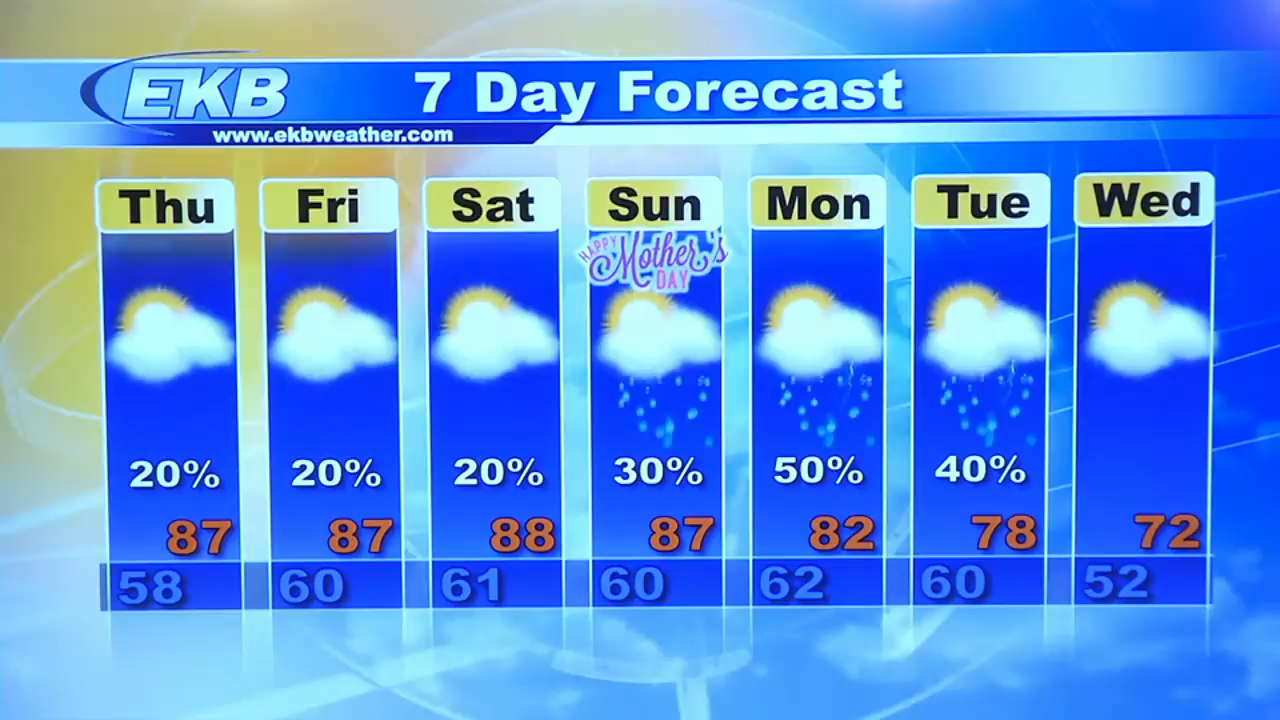 EKB
7 Day Forecast
www.ekbweather.com
Thu Fri Sat Sun Mon Tue Wed
HAPPY
Mother's
DAY
20% 20% 20% 30% 50% 40%
87 87 88 87 82 78 72
58 60 61 60 62 60 52